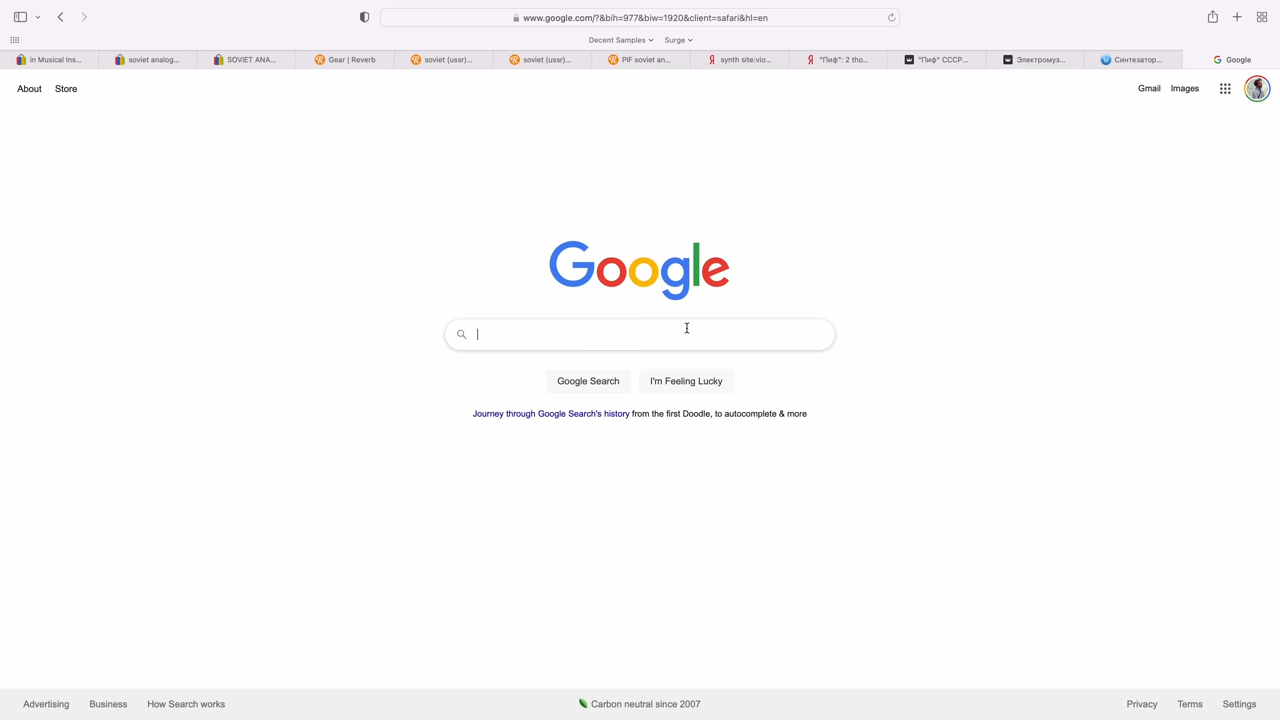 www.google.com/?&bih=977&biw=1920&client=safari&hl=en
Decent Samples Surge
in Musical Ins... soviet analog... SOVIET ANA... Gear | Reverb soviet (ussr)... soviet (ussr)... PIF soviet an... synth site:vio... "Пиф": 2 tho... "Пиф" СССР... Электромуз... Синтезатор... Google
About Store Gmail Images
Google
Google Search I'm Feeling Lucky
Journey through Google Search's history from the first Doodle, to autocomplete & more
Advertising Business How Search works Carbon neutral since 2007 Privacy Terms Settings